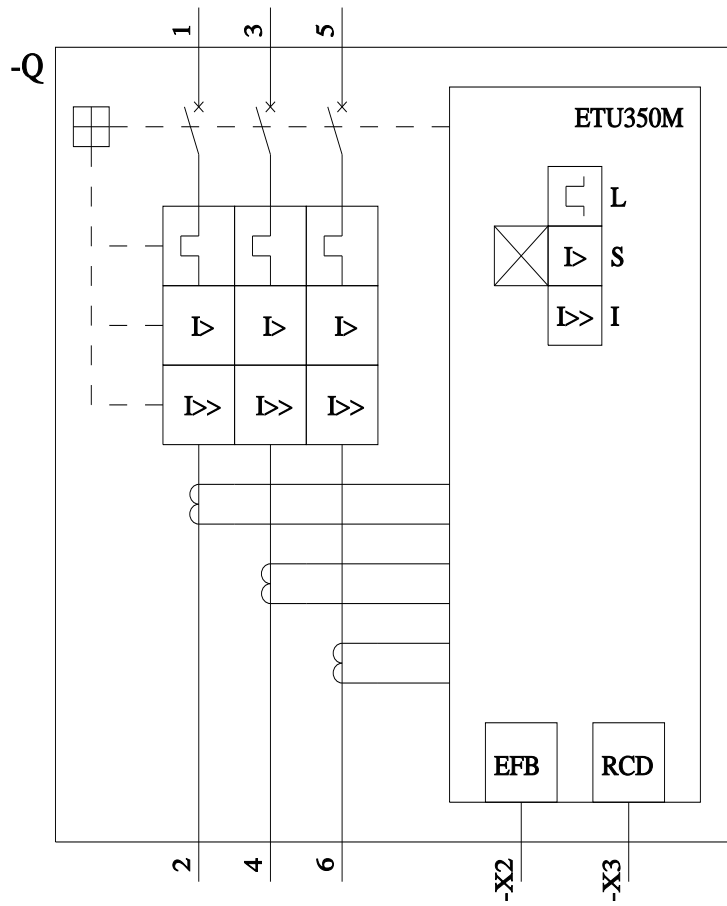 1 3 5
-Q
ETU350M
L
I> S
I>> I
I> I> I>
I>> I>> I>>
EFB RCD
2 4 6 -X2 -X3